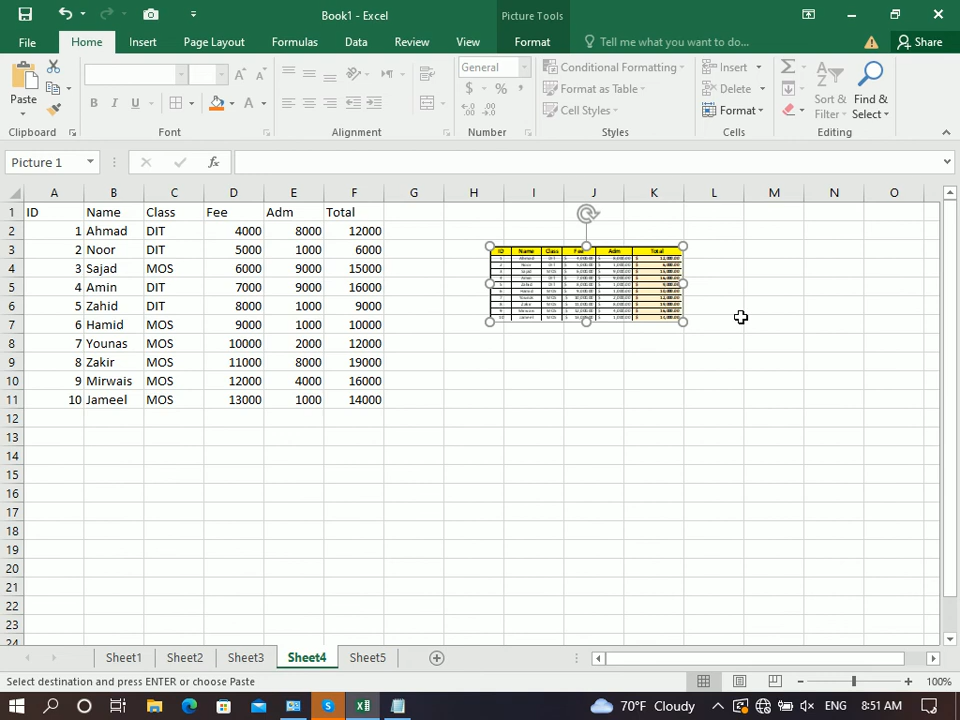 Book1 - Excel
Picture Tools
File
Home
Insert
Page Layout
Formulas
Data
Review
View
Format
Tell me what you want to do...
Share
Paste
Clipboard
B I U
Font
Alignment
General
$ % ,
Number
Conditional Formatting
Format as Table
Cell Styles
Styles
Insert
Delete
Format
Cells
Sort & Filter
Find & Select
Editing
Picture 1
fx
A B C D E F G H I J K L M N O
1 ID Name Class Fee Adm Total
2 1 Ahmad DIT 4000 8000 12000
3 2 Noor DIT 5000 1000 6000
4 3 Sajad MOS 6000 9000 15000
5 4 Amin DIT 7000 9000 16000
6 5 Zahid DIT 8000 1000 9000
7 6 Hamid MOS 9000 1000 10000
8 7 Younas MOS 10000 2000 12000
9 8 Zakir MOS 11000 8000 19000
10 9 Mirwais MOS 12000 4000 16000
11 10 Jameel MOS 13000 1000 14000
12
13
14
15
16
17
18
19
20
21
22
23
24
ID Name Class Adm Total
Sheet1
Sheet2
Sheet3
Sheet4
Sheet5
Select destination and press ENTER or choose Paste
100%
70°F Cloudy
ENG
8:51 AM